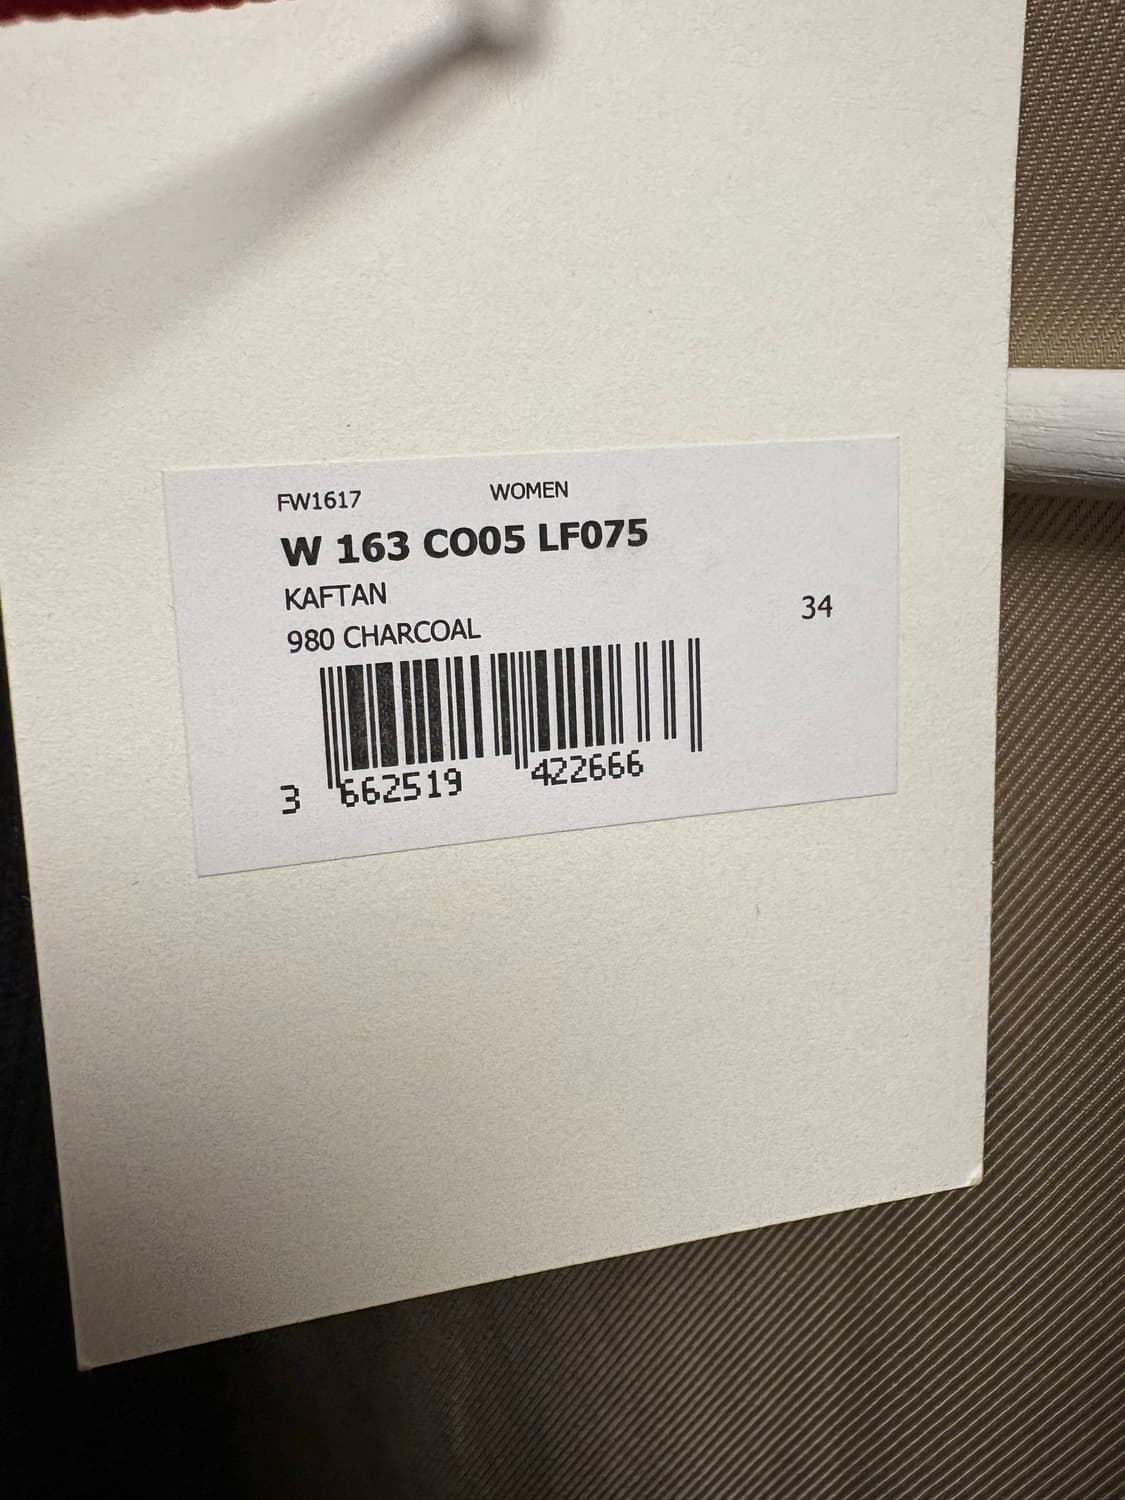 FW1617 WOMEN
W 163 CO05 LF075
KAFTAN
34
980 CHARCOAL
3 662519 422666